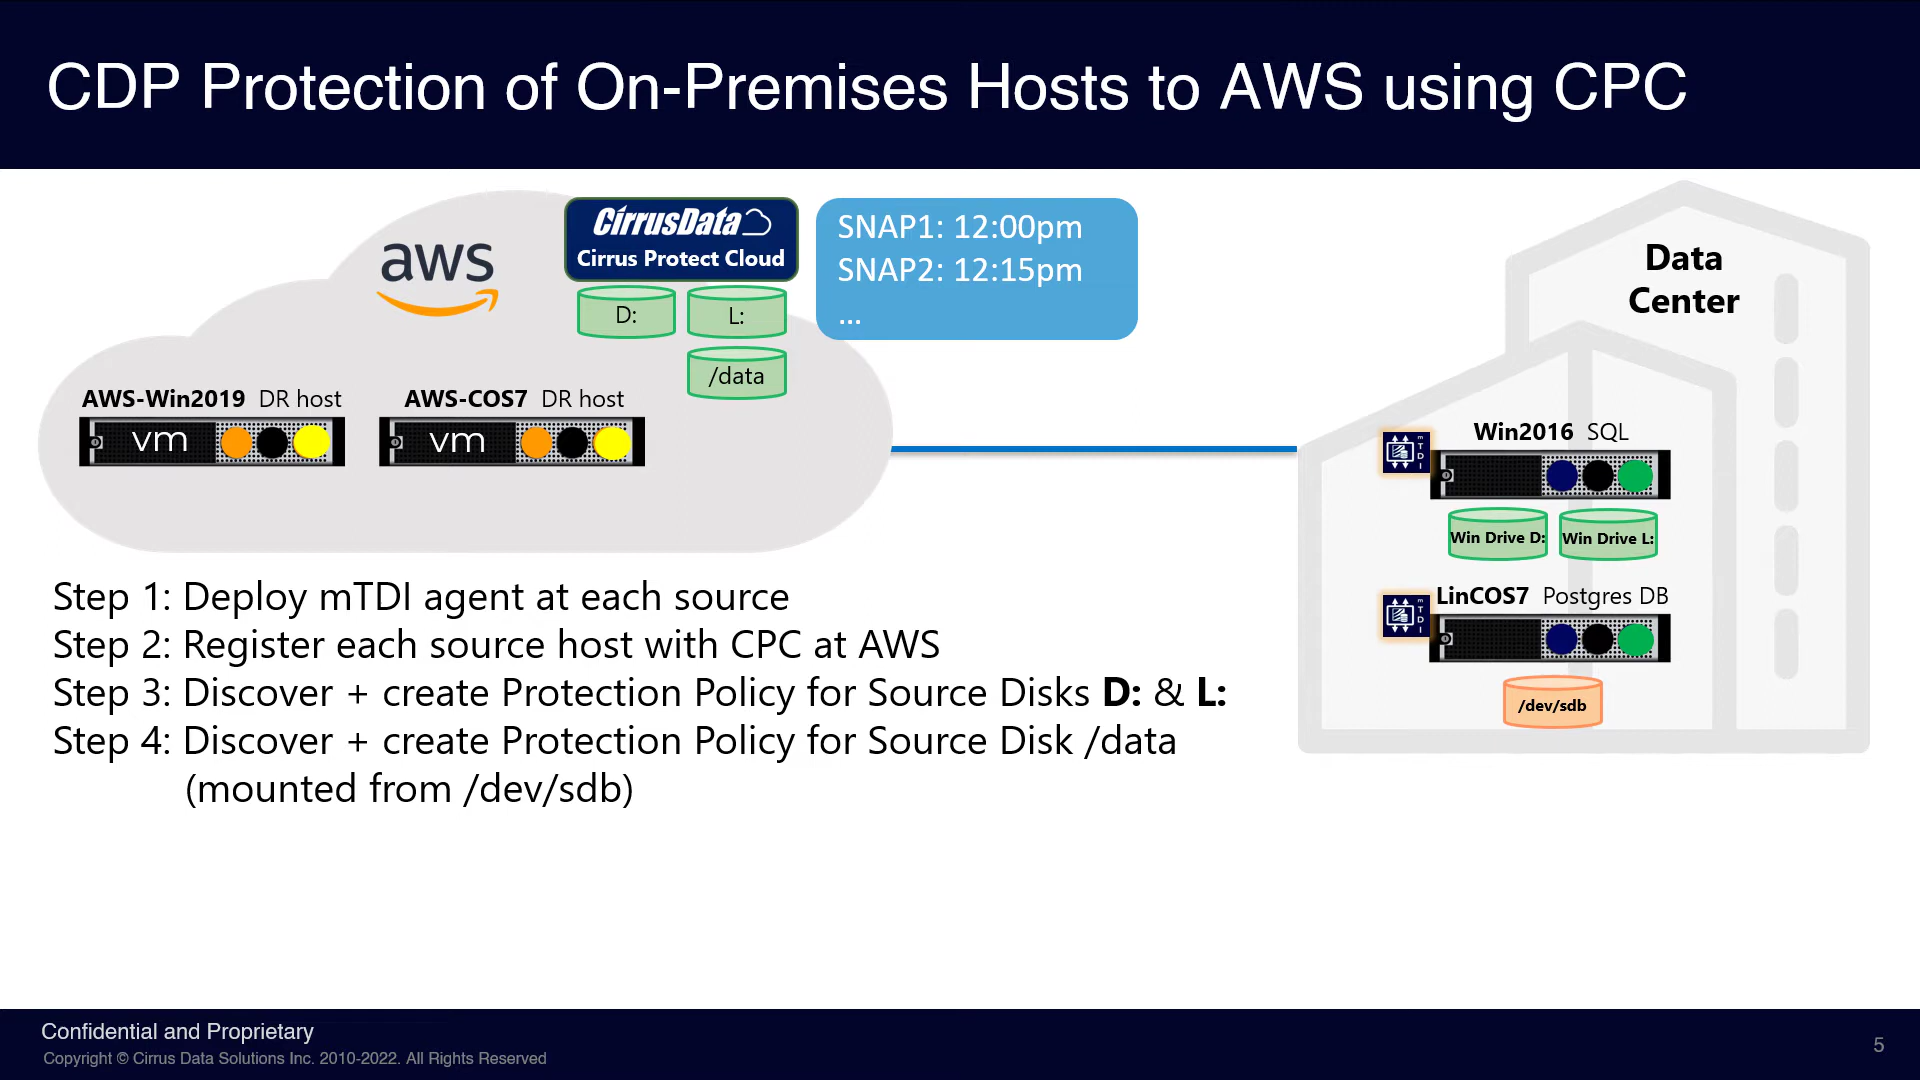 CDP Protection of On-Premises Hosts to AWS using CPC
aws
CirrusData
Cirrus Protect Cloud
D:
L:
/data
SNAP1: 12:00pm
SNAP2: 12:15pm
...
AWS-Win2019 DR host
vm
AWS-COS7 DR host
vm
Data
Center
Win2016 SQL
mTDI
Win Drive D:
Win Drive L:
LinCOS7 Postgres DB
mTDI
/dev/sdb
Step 1: Deploy mTDI agent at each source
Step 2: Register each source host with CPC at AWS
Step 3: Discover + create Protection Policy for Source Disks D: & L:
Step 4: Discover + create Protection Policy for Source Disk /data
(mounted from /dev/sdb)
Confidential and Proprietary
Copyright © Cirrus Data Solutions Inc. 2010-2022. All Rights Reserved
5